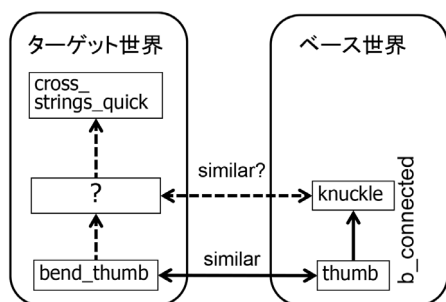 ターゲット世界
ベース世界
cross_
strings_quick
similar?
?
knuckle
b_connected
similar
bend_thumb
thumb